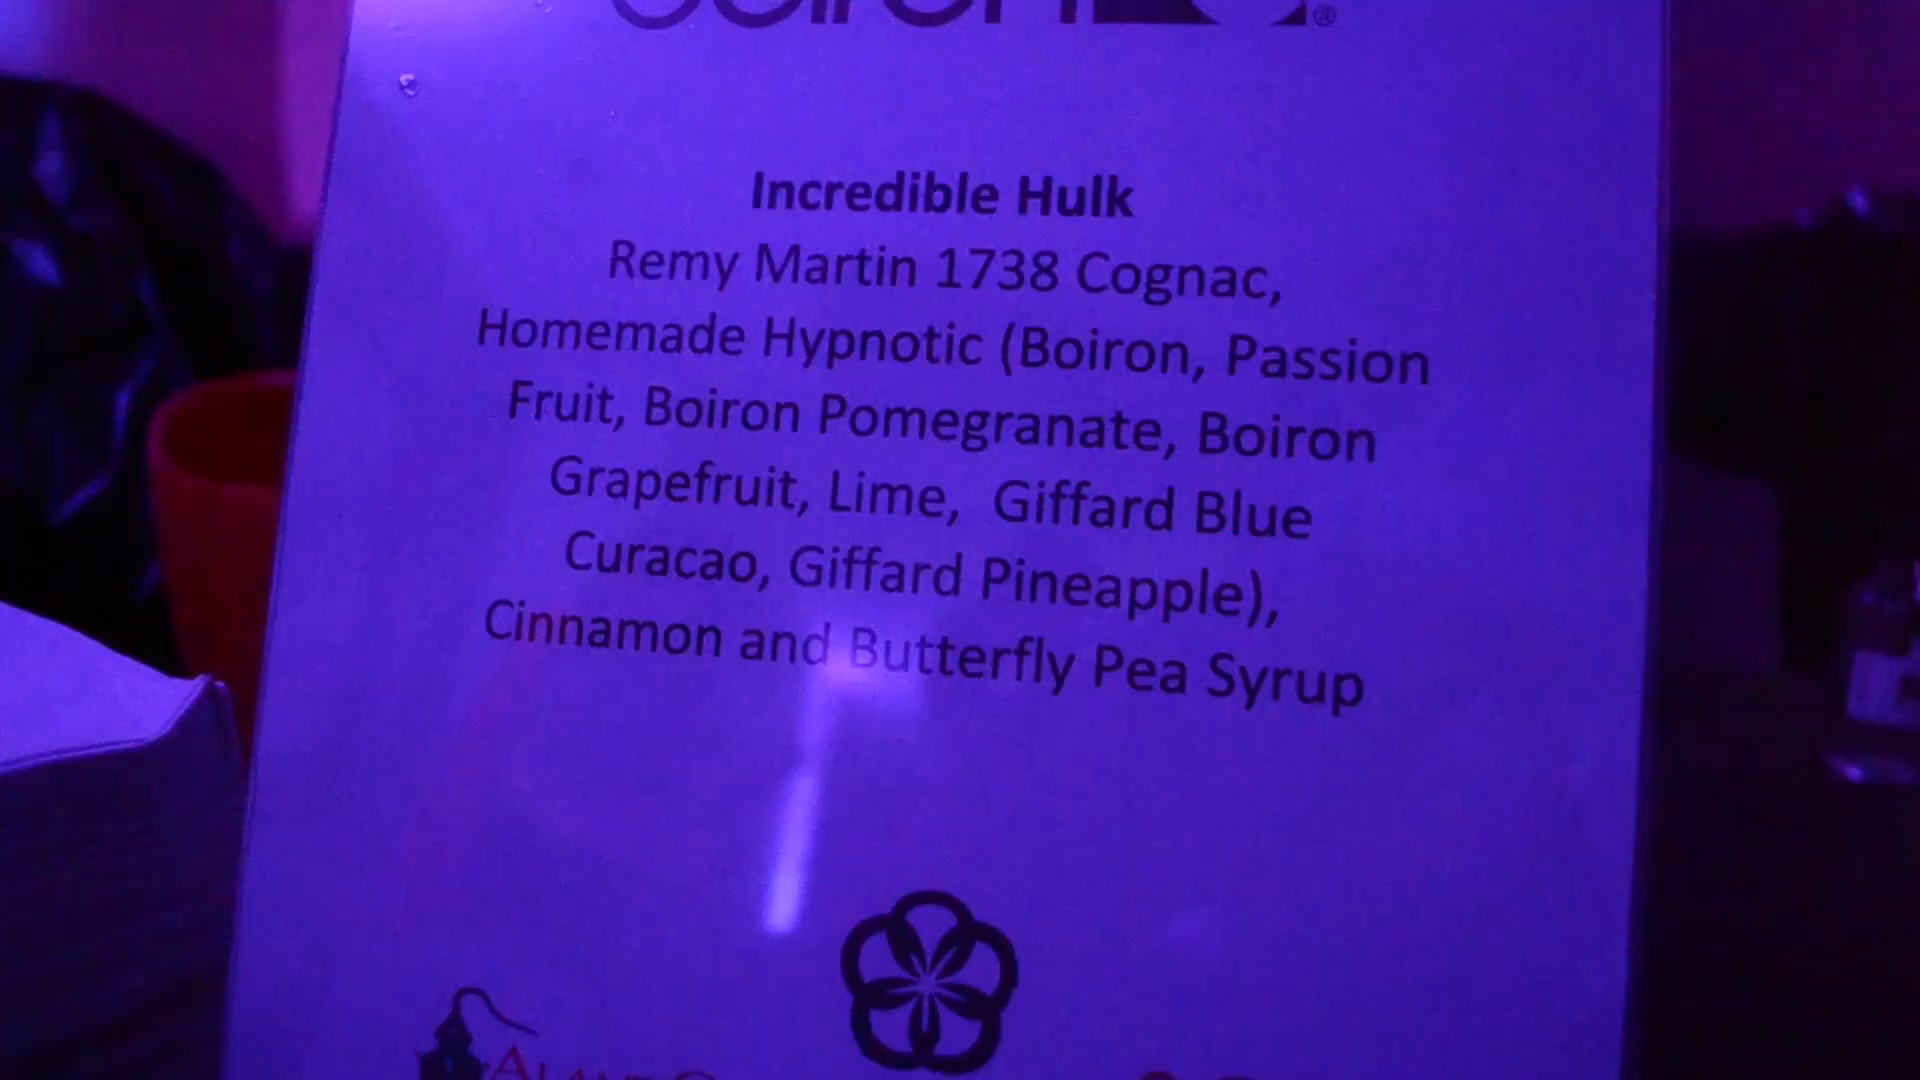 boiron ®
Incredible Hulk
Remy Martin 1738 Cognac,
Homemade Hypnotic (Boiron, Passion
Fruit, Boiron Pomegranate, Boiron
Grapefruit, Lime, Giffard Blue
Curacao, Giffard Pineapple),
Cinnamon and Butterfly Pea Syrup